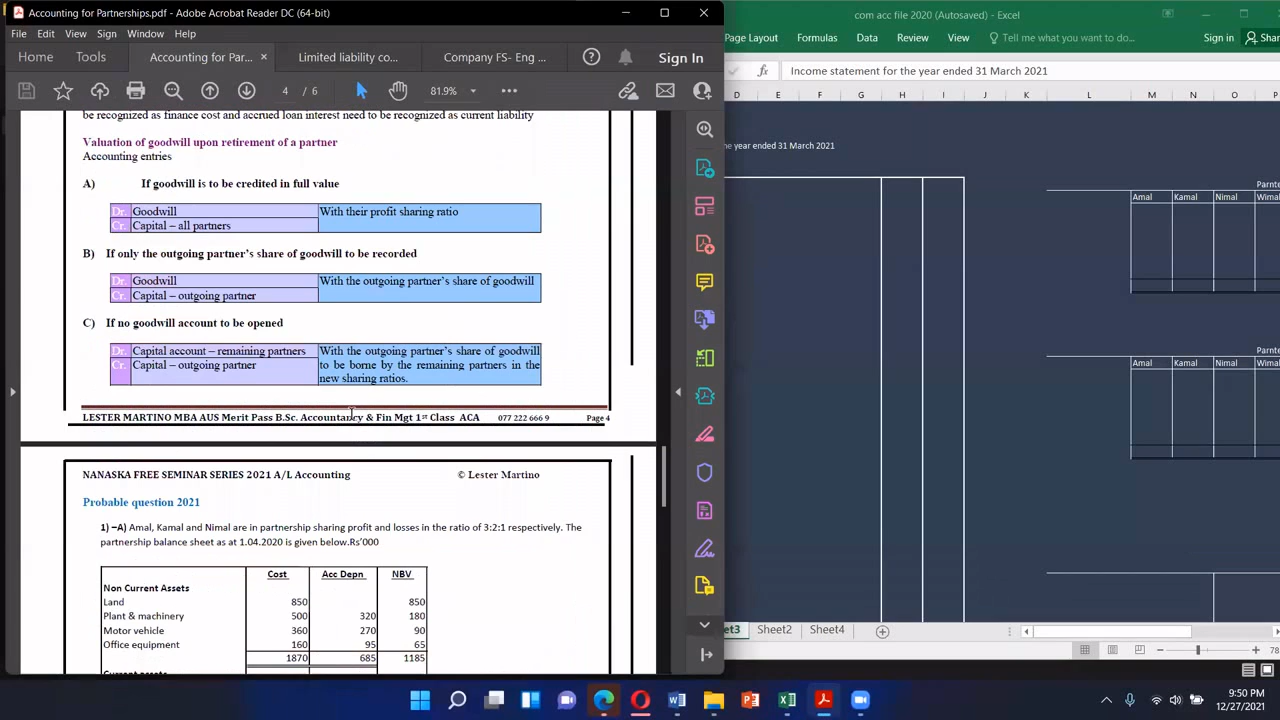 Accounting for Partnerships.pdf - Adobe Acrobat Reader DC (64-bit)
File Edit View Sign Window Help
Home Tools Accounting for Par... × Limited liability co... Company FS- Eng ... Sign In
4 / 6 81.9%
be recognized as finance cost and accrued loan interest need to be recognized as current liability
Valuation of goodwill upon retirement of a partner
Accounting entries
A) If goodwill is to be credited in full value
Dr. Goodwill With their profit sharing ratio
Cr. Capital – all partners
B) If only the outgoing partner's share of goodwill to be recorded
Dr. Goodwill With the outgoing partner's share of goodwill
Cr. Capital – outgoing partner
C) If no goodwill account to be opened
Dr. Capital account – remaining partners With the outgoing partner's share of goodwill
Cr. Capital – outgoing partner to be borne by the remaining partners in the
new sharing ratios.
LESTER MARTINO MBA AUS Merit Pass B.Sc. Accountancy & Fin Mgt 1st Class ACA 077 222 666 9 Page 4
NANASKA FREE SEMINAR SERIES 2021 A/L Accounting © Lester Martino
Probable question 2021
1) –A) Amal, Kamal and Nimal are in partnership sharing profit and losses in the ratio of 3:2:1 respectively. The
partnership balance sheet as at 1.04.2020 is given below.Rs'000
Cost Acc Depn NBV
Non Current Assets
Land 850 850
Plant & machinery 500 320 180
Motor vehicle 360 270 90
Office equipment 160 95 65
1870 685 1185
com acc file 2020 (Autosaved) - Excel
Page Layout Formulas Data Review View Tell me what you want to do... Sign in Shar
fx Income statement for the year ended 31 March 2021
D E F G H I J K L M N O P
he year ended 31 March 2021
Parnte
Amal Kamal Nimal Wimal
Parnte
Amal Kamal Nimal Wimal
et3 Sheet2 Sheet4
78
9:50 PM
12/27/2021